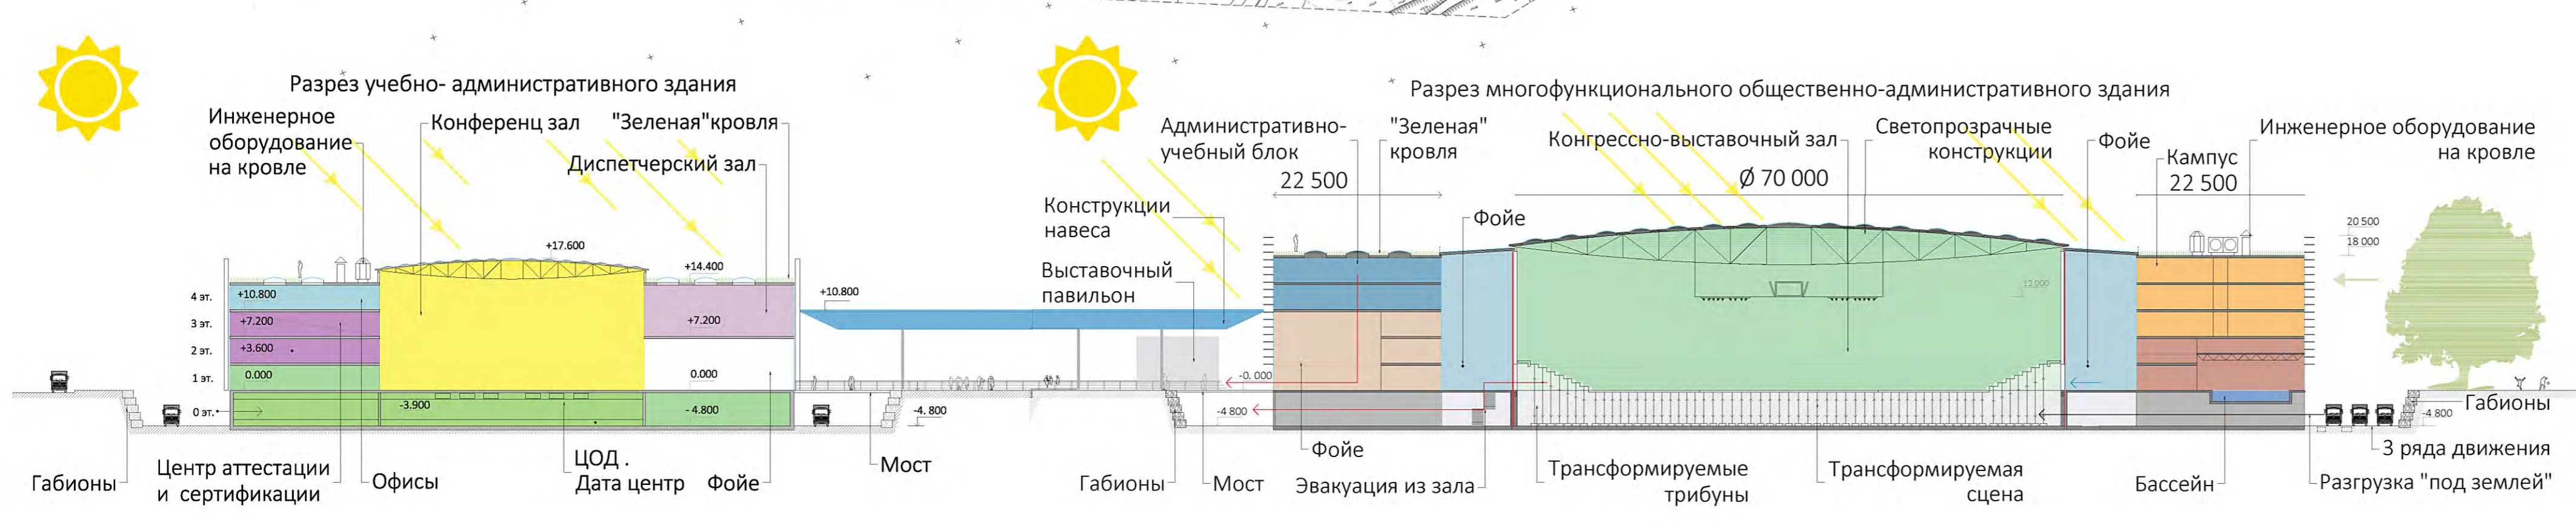 Разрез учебно- административного здания
Инженерное
оборудование
на кровле
Конференц зал
"Зеленая"кровля
Диспетчерский зал
+17.600
+14.400
4 эт.
+10.800
3 эт.
+7.200
+7.200
2 эт.
+3.600
1 эт.
0.000
0.000
0 эт.
-3.900
- 4.800
-4. 800
+10.800
Габионы
Центр аттестации
и сертификации
Офисы
ЦОД .
Дата центр
Фойе
Мост
Разрез многофункционального общественно-административного здания
Административно-
учебный блок
22 500
"Зеленая"
кровля
Конгрессно-выставочный зал
Ø 70 000
Светопрозрачные
конструкции
Фойе
Кампус
22 500
Инженерное оборудование
на кровле
Конструкции
навеса
Выставочный
павильон
Фойе
20 500
18 000
12 000
-0. 000
-4 800
-4 800
Габионы
3 ряда движения
Разгрузка "под землей"
Бассейн
Габионы
Мост
Фойе
Эвакуация из зала
Трансформируемые
трибуны
Трансформируемая
сцена